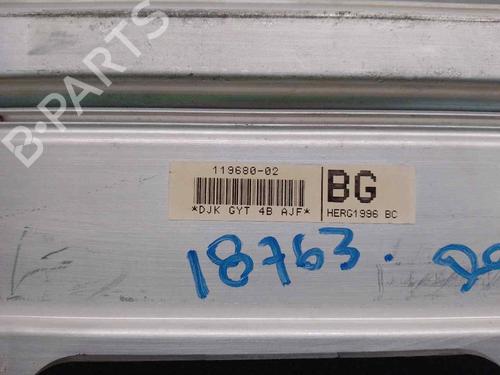 B-PARTS
119680-02
BG
*DJK GYT 4B AJF*
HERG1996 BC
18763.